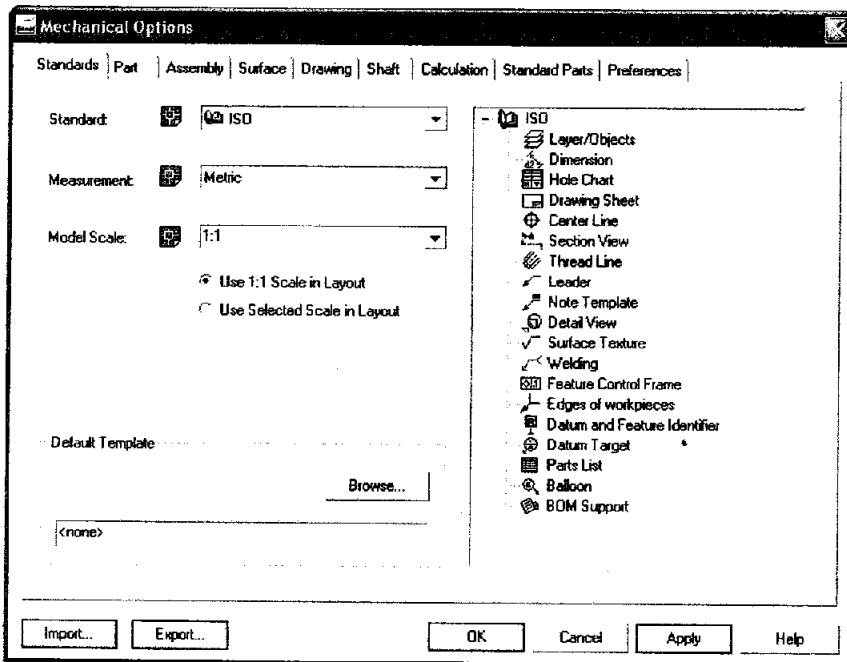 Mechanical Options
Standards Part Assembly Surface Drawing Shaft Calculation Standard Parts Preferences
Standard: ISO
Measurement: Metric
Model Scale: 1:1
Use 1:1 Scale in Layout
Use Selected Scale in Layout
Default Template
Browse...
<none>
ISO
Layer/Objects
Dimension
Hole Chart
Drawing Sheet
Center Line
Section View
Thread Line
Leader
Note Template
Detail View
Surface Texture
Welding
Feature Control Frame
Edges of workpieces
Datum and Feature Identifier
Datum Target
Parts List
Balloon
BOM Support
Import... Export... OK Cancel Apply Help